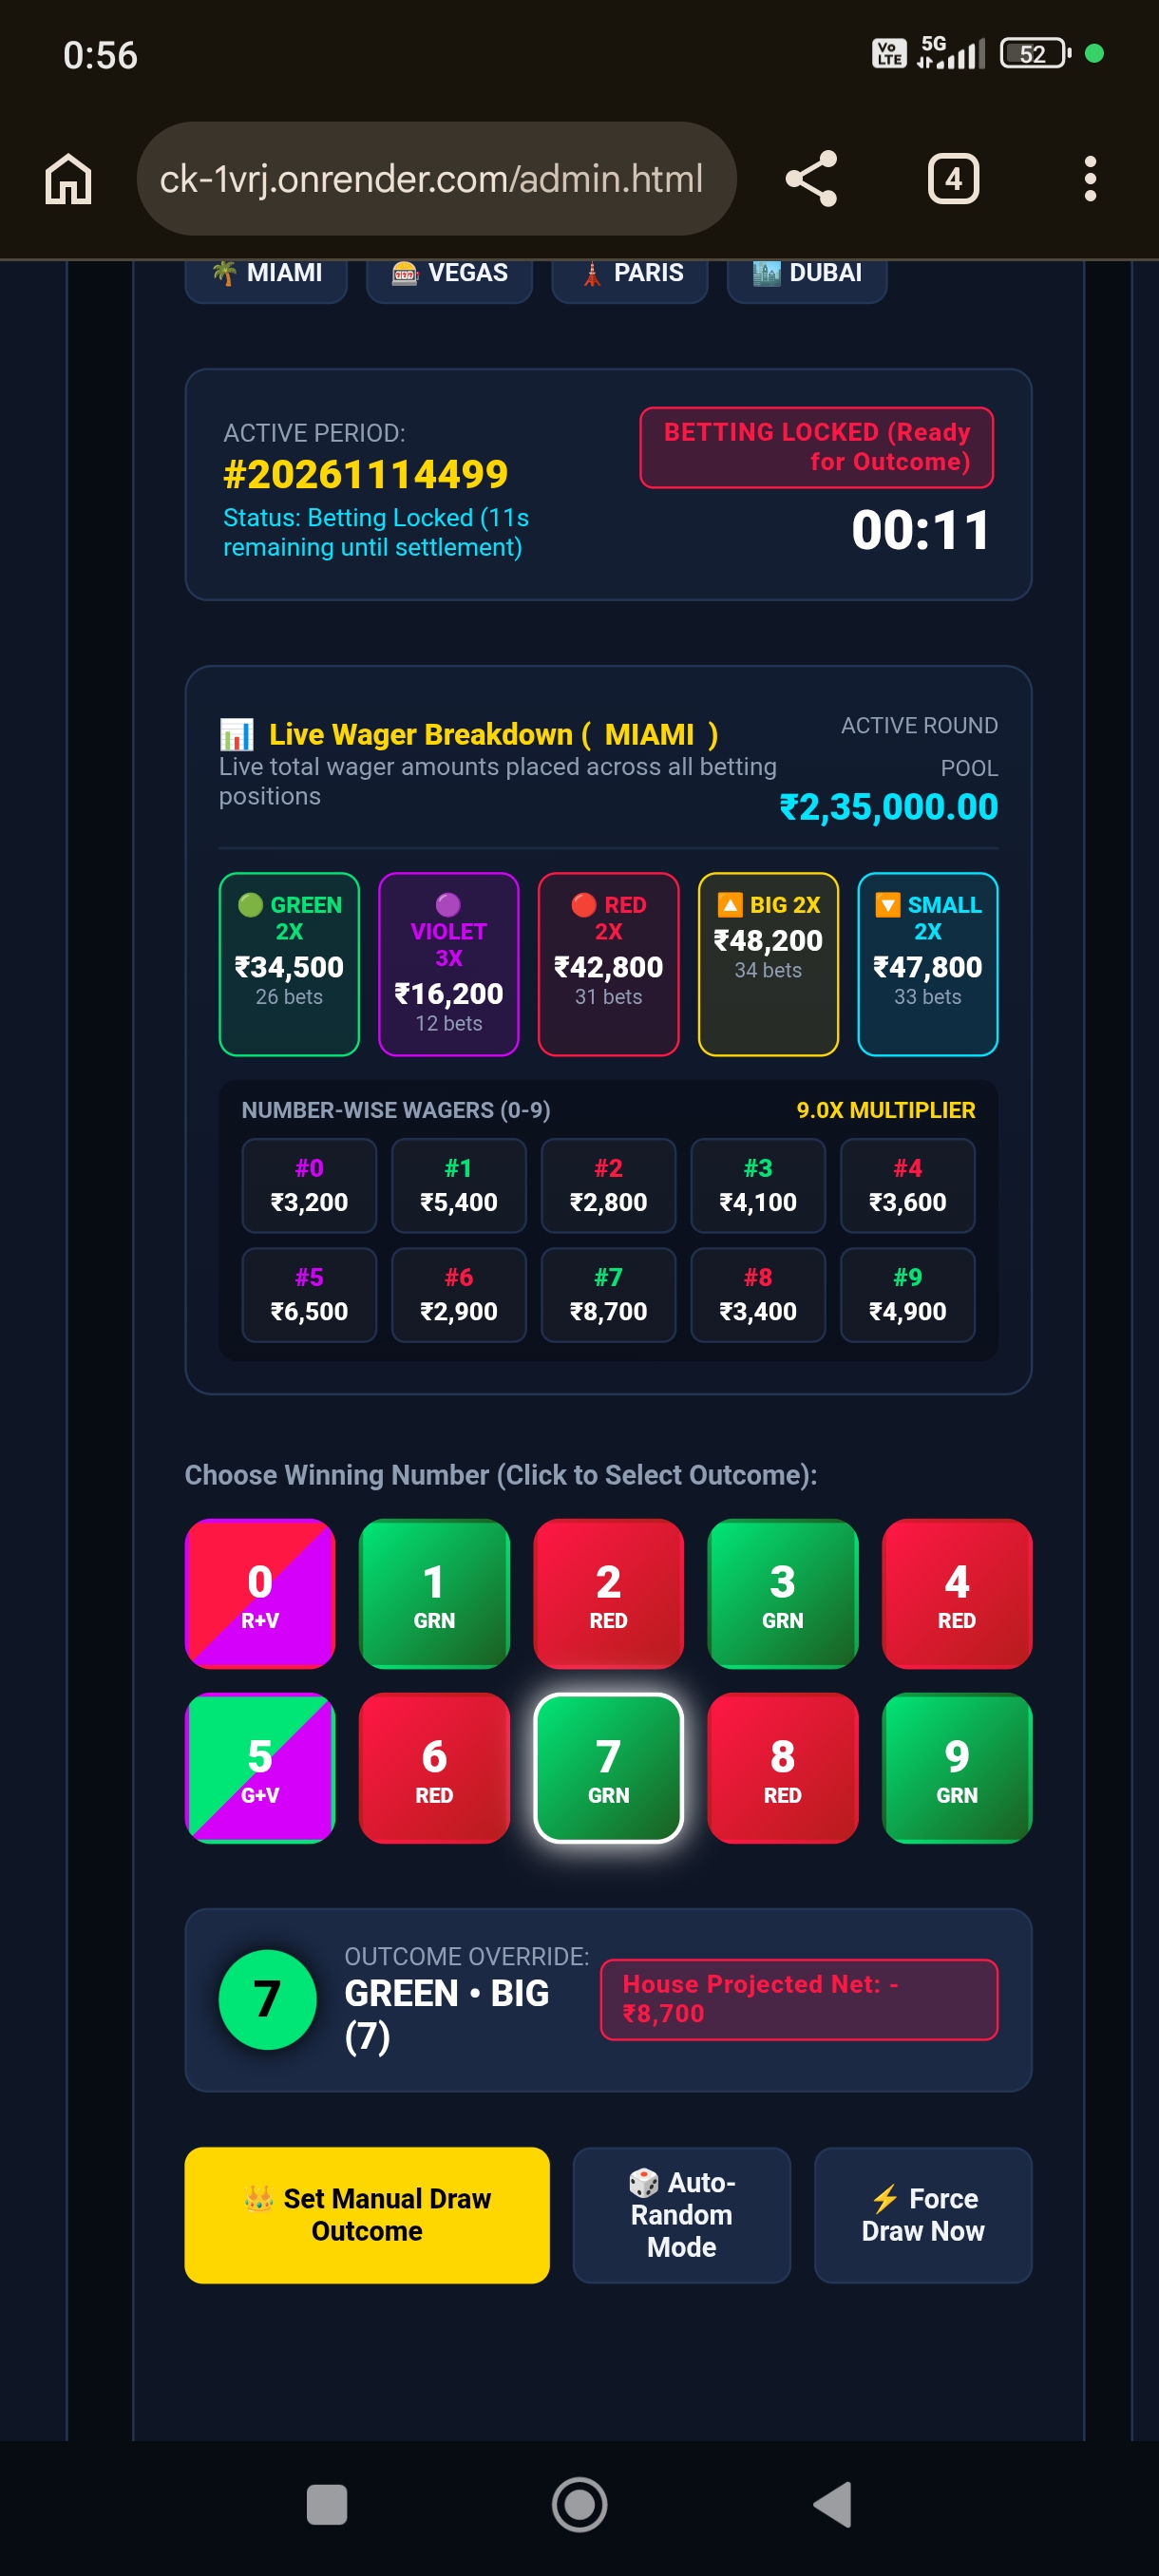 0:56
Vo LTE 5G 52
ck-1vrj.onrender.com/admin.html 4
🌴 MIAMI 🎰 VEGAS 🗼 PARIS 🏙️ DUBAI
ACTIVE PERIOD:
#20261114499
Status: Betting Locked (11s
remaining until settlement)
BETTING LOCKED (Ready
for Outcome)
00:11
📊 Live Wager Breakdown ( MIAMI )
Live total wager amounts placed across all betting
positions
ACTIVE ROUND
POOL
₹2,35,000.00
🟢 GREEN
2X
₹34,500
26 bets
🟣
VIOLET
3X
₹16,200
12 bets
🔴 RED
2X
₹42,800
31 bets
🔼 BIG 2X
₹48,200
34 bets
🔽 SMALL
2X
₹47,800
33 bets
NUMBER-WISE WAGERS (0-9) 9.0X MULTIPLIER
#0 #1 #2 #3 #4
₹3,200 ₹5,400 ₹2,800 ₹4,100 ₹3,600
#5 #6 #7 #8 #9
₹6,500 ₹2,900 ₹8,700 ₹3,400 ₹4,900
Choose Winning Number (Click to Select Outcome):
0 1 2 3 4
R+V GRN RED GRN RED
5 6 7 8 9
G+V RED GRN RED GRN
7
OUTCOME OVERRIDE:
GREEN • BIG
(7)
House Projected Net: -
₹8,700
👑 Set Manual Draw
Outcome
🎲 Auto-
Random
Mode
⚡ Force
Draw Now